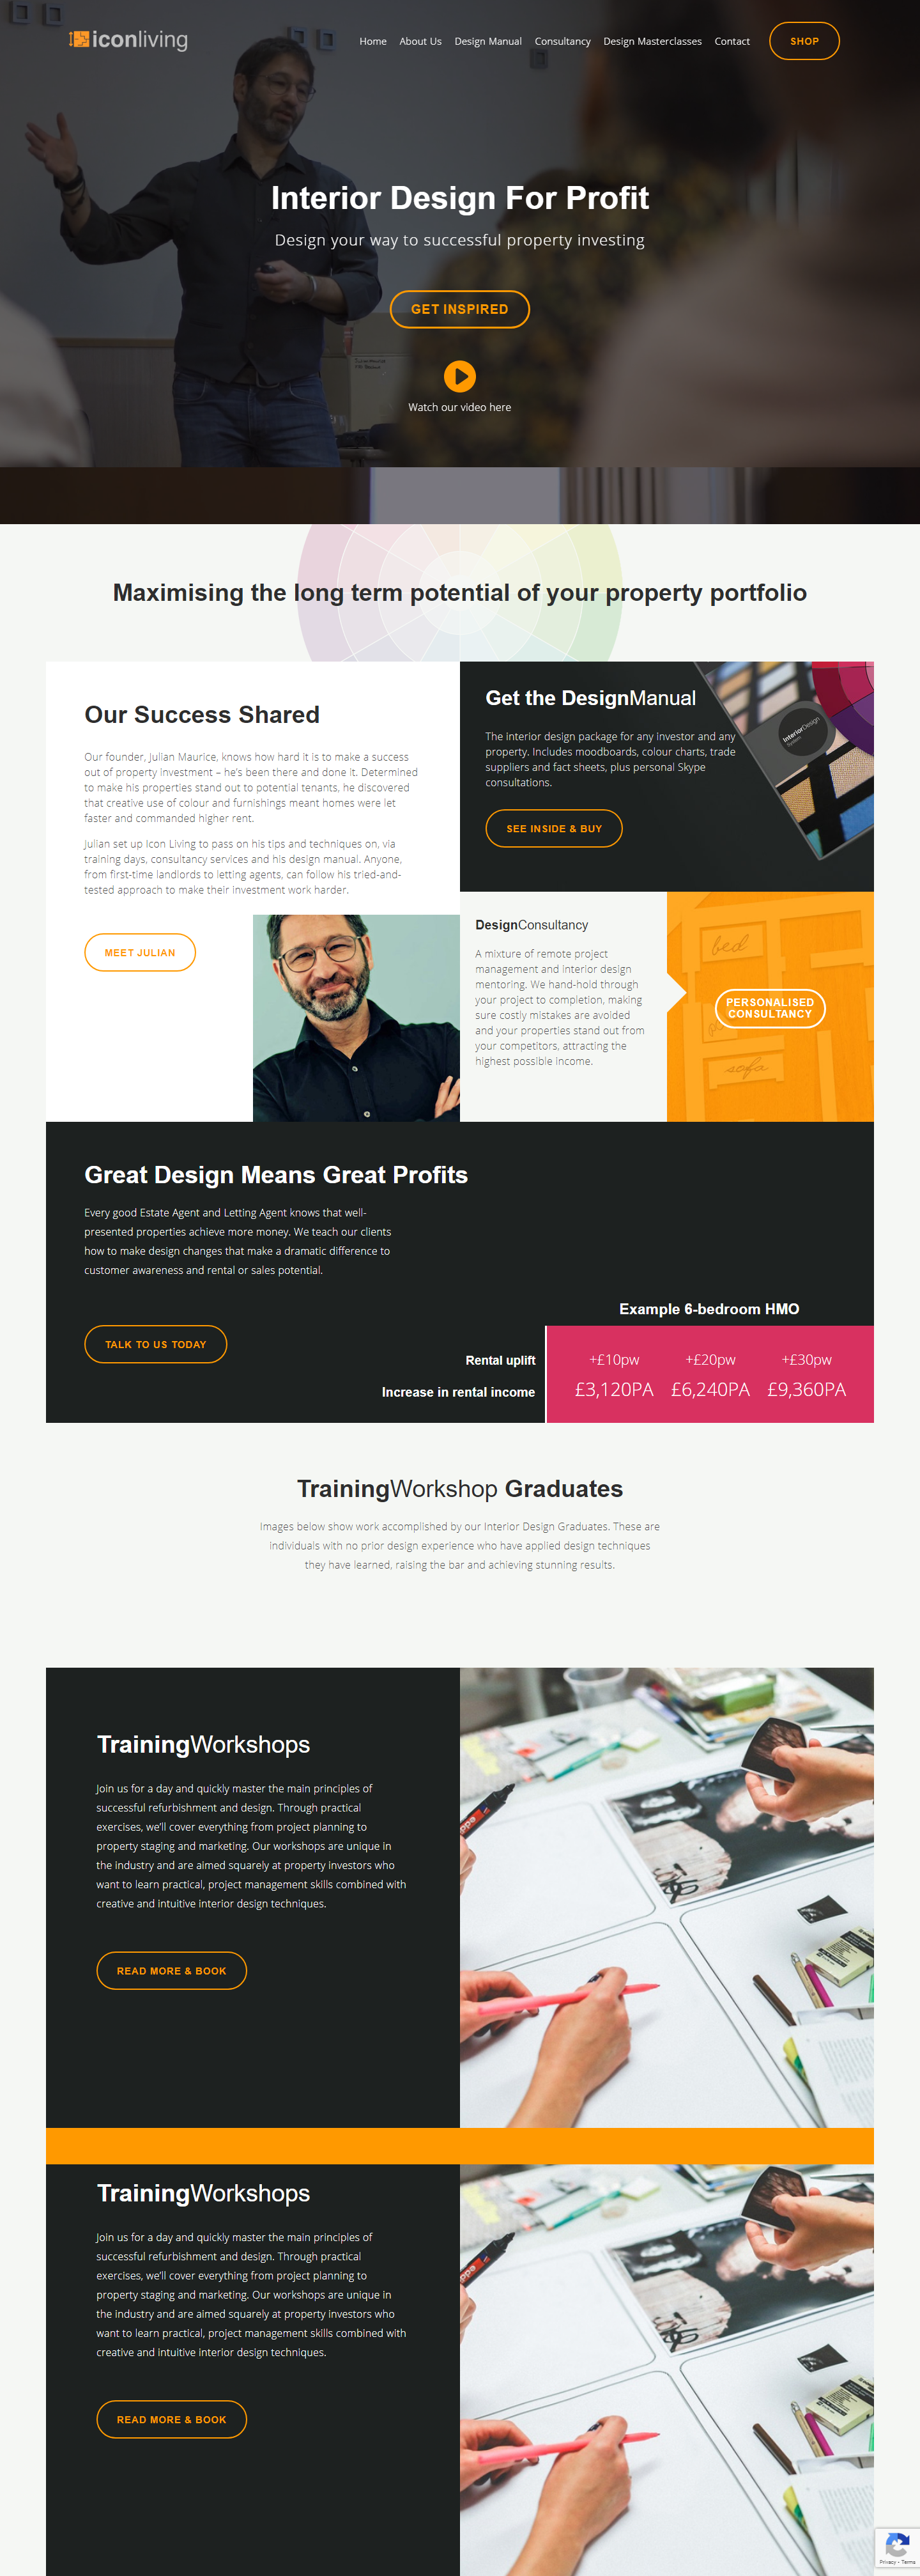 iconliving
Home About Us Design Manual Consultancy Design Masterclasses Contact SHOP
Interior Design For Profit
Design your way to successful property investing
GET INSPIRED
Watch our video here
Maximising the long term potential of your property portfolio
Our Success Shared
Our founder, Julian Maurice, knows how hard it is to make a success
out of property investment – he's been there and done it. Determined
to make his properties stand out to potential tenants, he discovered
that creative use of colour and furnishings meant homes were let
faster and commanded higher rent.
Julian set up Icon Living to pass on his tips and techniques on, via
training days, consultancy services and his design manual. Anyone,
from first-time landlords to letting agents, can follow his tried-and-
tested approach to make their investment work harder.
MEET JULIAN
Get the DesignManual
The interior design package for any investor and any
property. Includes moodboards, colour charts, trade
suppliers and fact sheets, plus personal Skype
consultations.
SEE INSIDE & BUY
InteriorDesign
System
DesignConsultancy
A mixture of remote project
management and interior design
mentoring. We hand-hold through
your project to completion, making
sure costly mistakes are avoided
and your properties stand out from
your competitors, attracting the
highest possible income.
bed
PERSONALISED
CONSULTANCY
sofa
Great Design Means Great Profits
Every good Estate Agent and Letting Agent knows that well-
presented properties achieve more money. We teach our clients
how to make design changes that make a dramatic difference to
customer awareness and rental or sales potential.
TALK TO US TODAY
Example 6-bedroom HMO
Rental uplift +£10pw +£20pw +£30pw
Increase in rental income £3,120PA £6,240PA £9,360PA
TrainingWorkshop Graduates
Images below show work accomplished by our Interior Design Graduates. These are
individuals with no prior design experience who have applied design techniques
they have learned, raising the bar and achieving stunning results.
TrainingWorkshops
Join us for a day and quickly master the main principles of
successful refurbishment and design. Through practical
exercises, we'll cover everything from project planning to
property staging and marketing. Our workshops are unique in
the industry and are aimed squarely at property investors who
want to learn practical, project management skills combined with
creative and intuitive interior design techniques.
READ MORE & BOOK
TrainingWorkshops
Join us for a day and quickly master the main principles of
successful refurbishment and design. Through practical
exercises, we'll cover everything from project planning to
property staging and marketing. Our workshops are unique in
the industry and are aimed squarely at property investors who
want to learn practical, project management skills combined with
creative and intuitive interior design techniques.
READ MORE & BOOK
Privacy - Terms